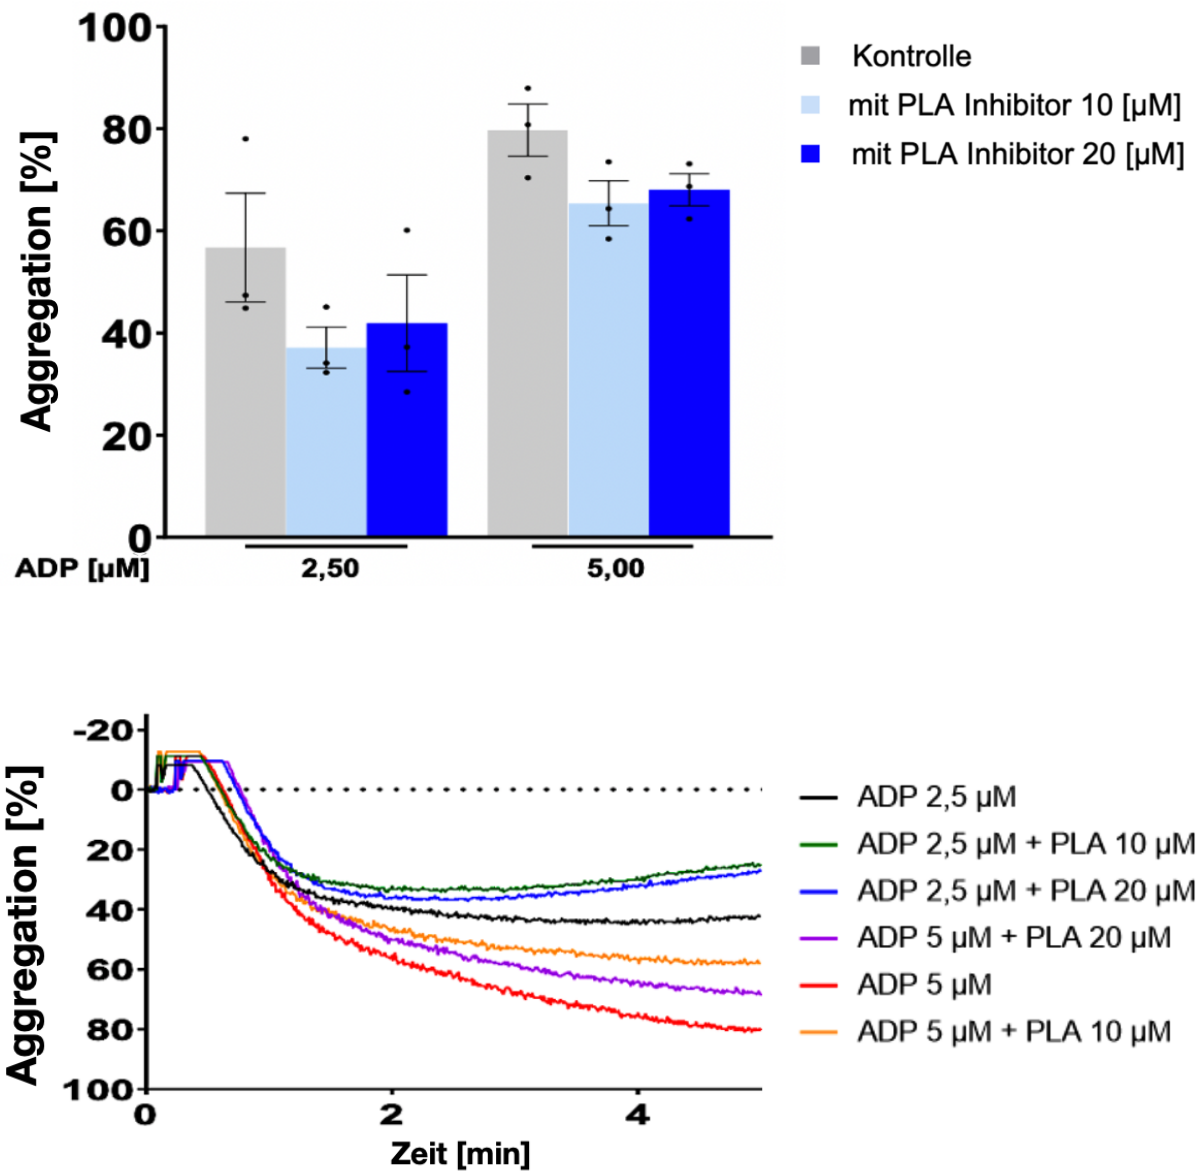 100
80
60
40
20
0
Aggregation [%]
ADP [µM]
2,50
5,00
Kontrolle
mit PLA Inhibitor 10 [µM]
mit PLA Inhibitor 20 [µM]
-20
0
20
40
60
80
100
Aggregation [%]
0
2
4
Zeit [min]
ADP 2,5 µM
ADP 2,5 µM + PLA 10 µM
ADP 2,5 µM + PLA 20 µM
ADP 5 µM + PLA 20 µM
ADP 5 µM
ADP 5 µM + PLA 10 µM